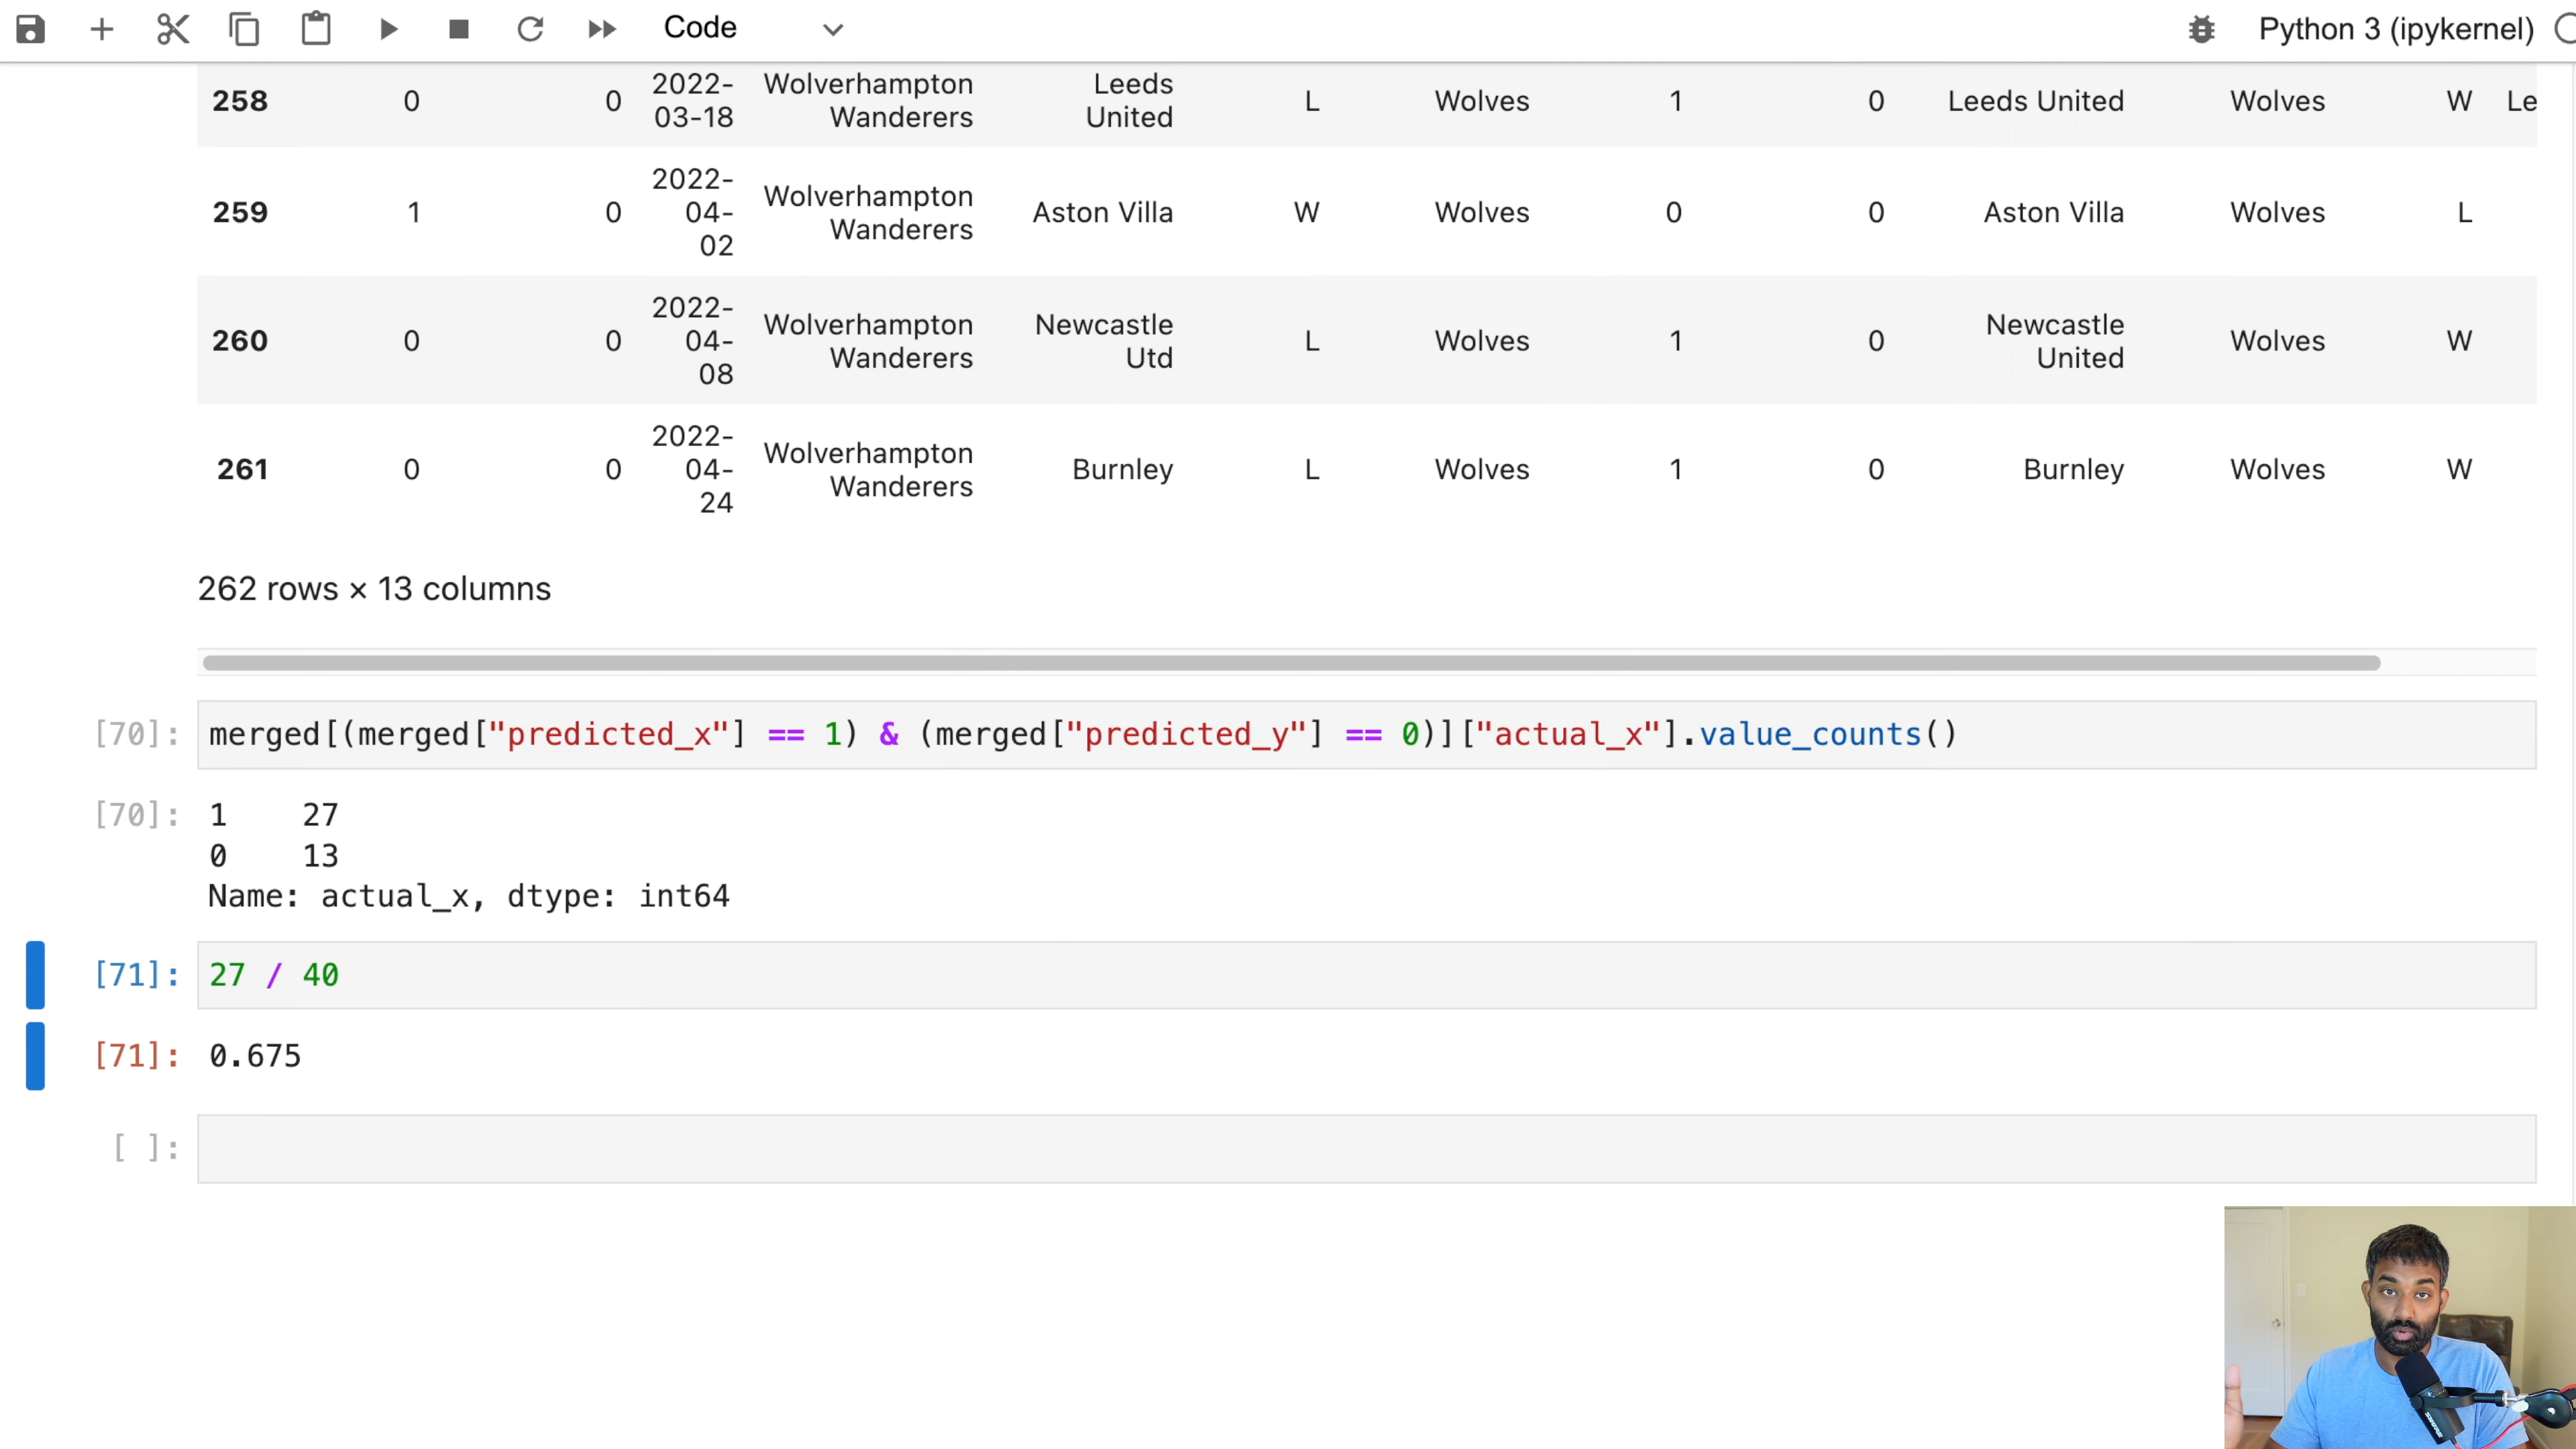 Code
Python 3 (ipykernel)
258 0 0 2022-03-18 Wolverhampton Wanderers Leeds United L Wolves 1 0 Leeds United Wolves W Le
259 1 0 2022-04-02 Wolverhampton Wanderers Aston Villa W Wolves 0 0 Aston Villa Wolves L
260 0 0 2022-04-08 Wolverhampton Wanderers Newcastle Utd L Wolves 1 0 Newcastle United Wolves W
261 0 0 2022-04-24 Wolverhampton Wanderers Burnley L Wolves 1 0 Burnley Wolves W
262 rows × 13 columns
[70]: merged[(merged["predicted_x"] == 1) & (merged["predicted_y"] == 0)]["actual_x"].value_counts()
[70]: 1 27
0 13
Name: actual_x, dtype: int64
[71]: 27 / 40
[71]: 0.675
[ ]: